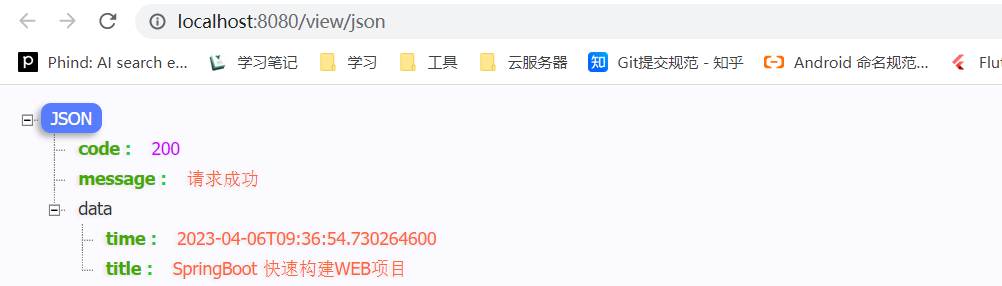 localhost:8080/view/json
Phind: AI search e... 学习笔记 学习 工具 云服务器 知 Git提交规范 - 知乎 Android 命名规范... Flu
JSON
code : 200
message : 请求成功
data
time : 2023-04-06T09:36:54.730264600
title : SpringBoot 快速构建WEB项目